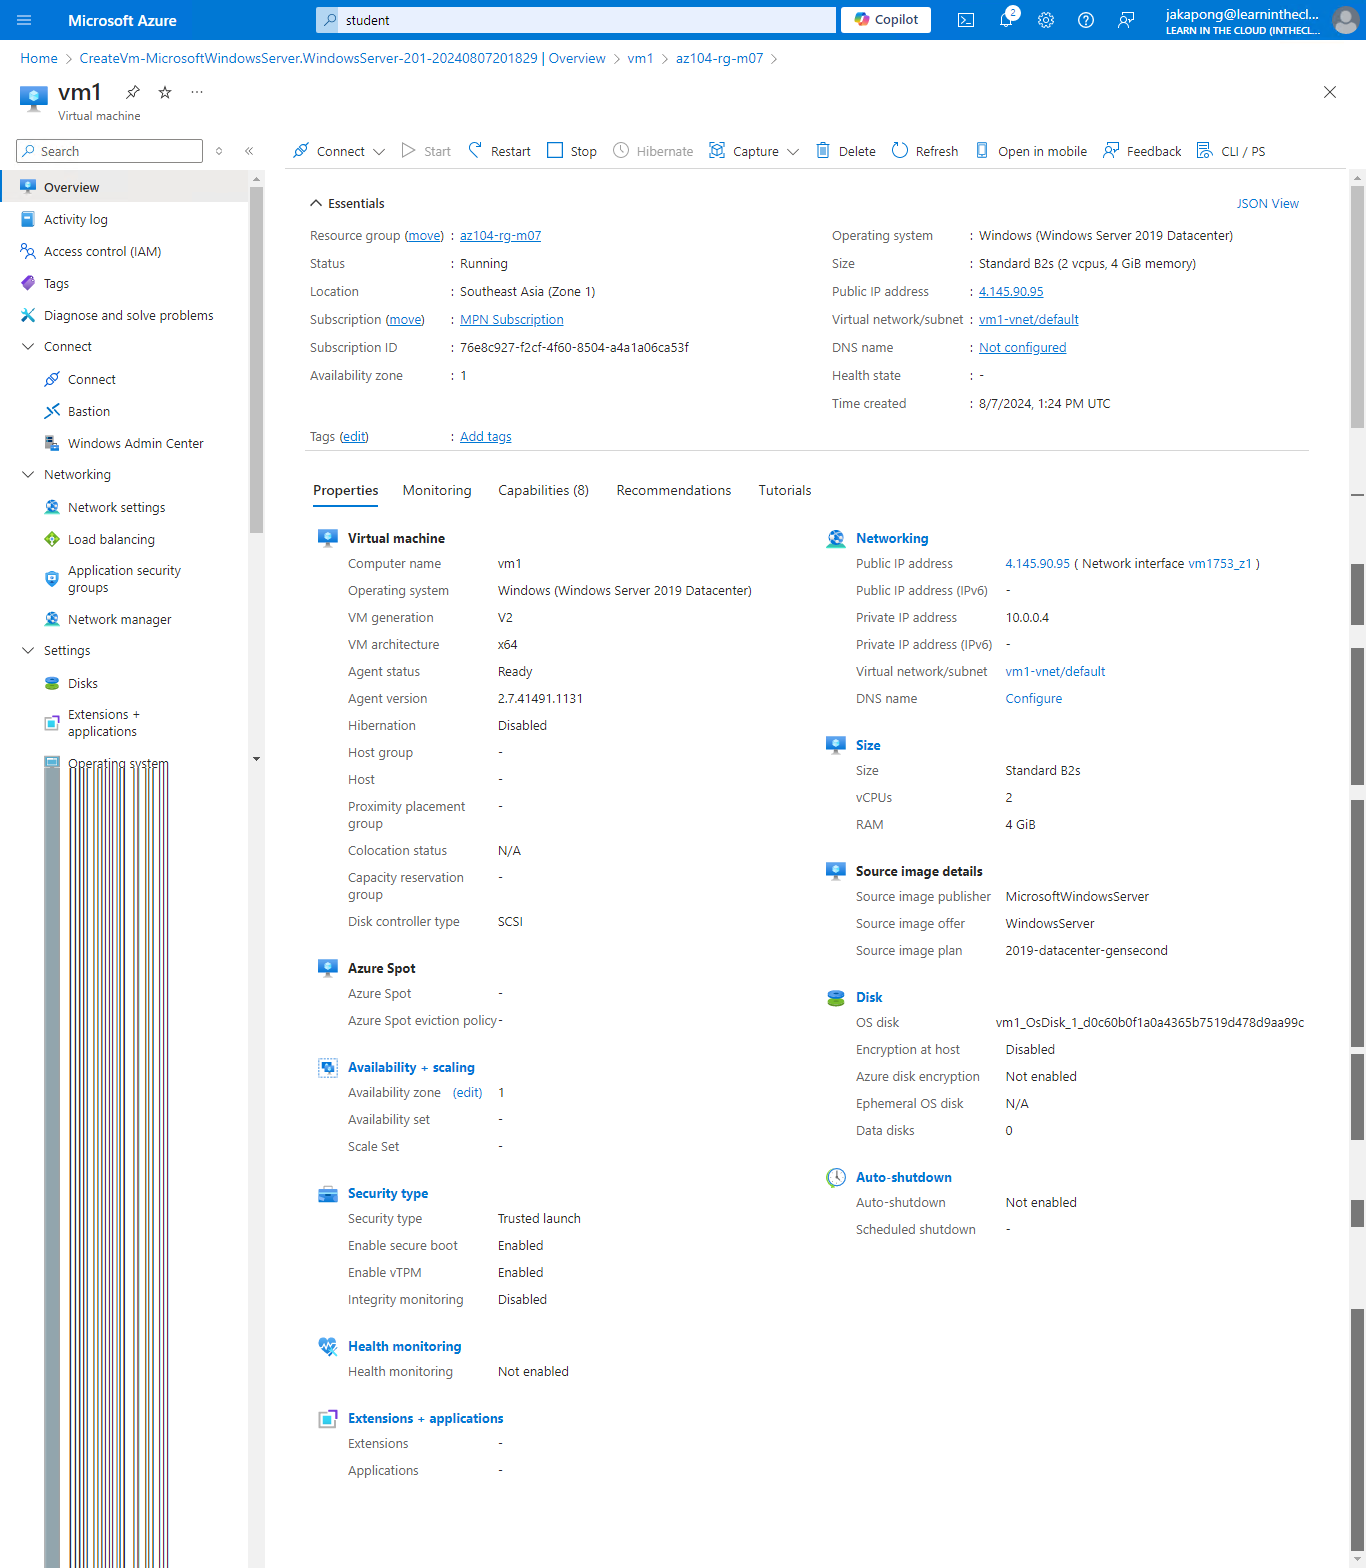 Microsoft Azure
student
Copilot
2
jakapong@learninthecl...
LEARN IN THE CLOUD (INTHECL...
Home > CreateVm-MicrosoftWindowsServer.WindowsServer-201-20240807201829 | Overview > vm1 > az104-rg-m07 >
vm1
Virtual machine
Search
Connect
Start
Restart
Stop
Hibernate
Capture
Delete
Refresh
Open in mobile
Feedback
CLI / PS
Overview
Activity log
Access control (IAM)
Tags
Diagnose and solve problems
Connect
Connect
Bastion
Windows Admin Center
Networking
Network settings
Load balancing
Application security
groups
Network manager
Settings
Disks
Extensions +
applications
Operating system
Essentials
JSON View
Resource group (move) : az104-rg-m07
Status : Running
Location : Southeast Asia (Zone 1)
Subscription (move) : MPN Subscription
Subscription ID : 76e8c927-f2cf-4f60-8504-a4a1a06ca53f
Availability zone : 1
Operating system : Windows (Windows Server 2019 Datacenter)
Size : Standard B2s (2 vcpus, 4 GiB memory)
Public IP address : 4.145.90.95
Virtual network/subnet : vm1-vnet/default
DNS name : Not configured
Health state : -
Time created : 8/7/2024, 1:24 PM UTC
Tags (edit) : Add tags
Properties
Monitoring
Capabilities (8)
Recommendations
Tutorials
Virtual machine
Computer name vm1
Operating system Windows (Windows Server 2019 Datacenter)
VM generation V2
VM architecture x64
Agent status Ready
Agent version 2.7.41491.1131
Hibernation Disabled
Host group -
Host -
Proximity placement -
group
Colocation status N/A
Capacity reservation -
group
Disk controller type SCSI
Azure Spot
Azure Spot -
Azure Spot eviction policy -
Availability + scaling
Availability zone (edit) 1
Availability set -
Scale Set -
Security type
Security type Trusted launch
Enable secure boot Enabled
Enable vTPM Enabled
Integrity monitoring Disabled
Health monitoring
Health monitoring Not enabled
Extensions + applications
Extensions -
Applications -
Networking
Public IP address 4.145.90.95 ( Network interface vm1753_z1 )
Public IP address (IPv6) -
Private IP address 10.0.0.4
Private IP address (IPv6) -
Virtual network/subnet vm1-vnet/default
DNS name Configure
Size
Size Standard B2s
vCPUs 2
RAM 4 GiB
Source image details
Source image publisher MicrosoftWindowsServer
Source image offer WindowsServer
Source image plan 2019-datacenter-gensecond
Disk
OS disk vm1_OsDisk_1_d0c60b0f1a0a4365b7519d478d9aa99c
Encryption at host Disabled
Azure disk encryption Not enabled
Ephemeral OS disk N/A
Data disks 0
Auto-shutdown
Auto-shutdown Not enabled
Scheduled shutdown -